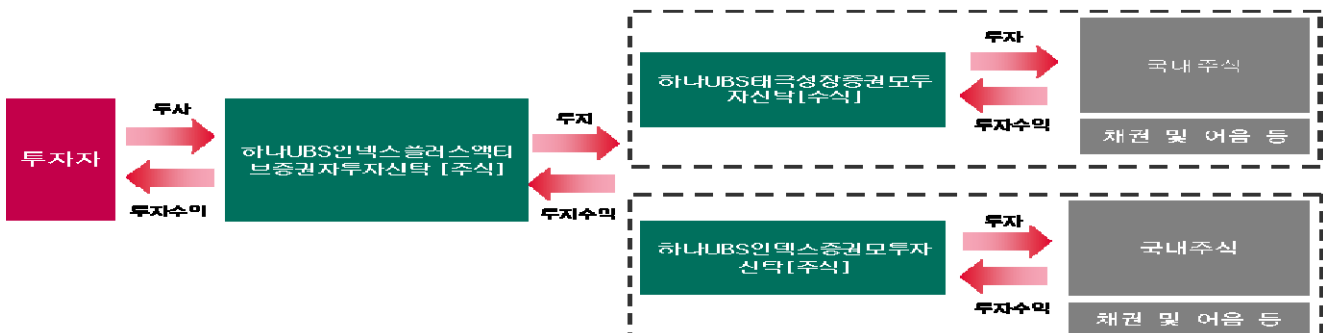 투자자
투사
투자수이
하나UBS인넥스플러스액티
브증권자투자신탁 [주식]
투지
투자수익
하나UBS태극성장증권모투
자신탁[수식]
투자
투자수익
국내주식
채권 및 어음 등
하나UBS인덱스증권모투자
신탁[주식]
투자
투자수익
국내주식
채권 및 어음 등